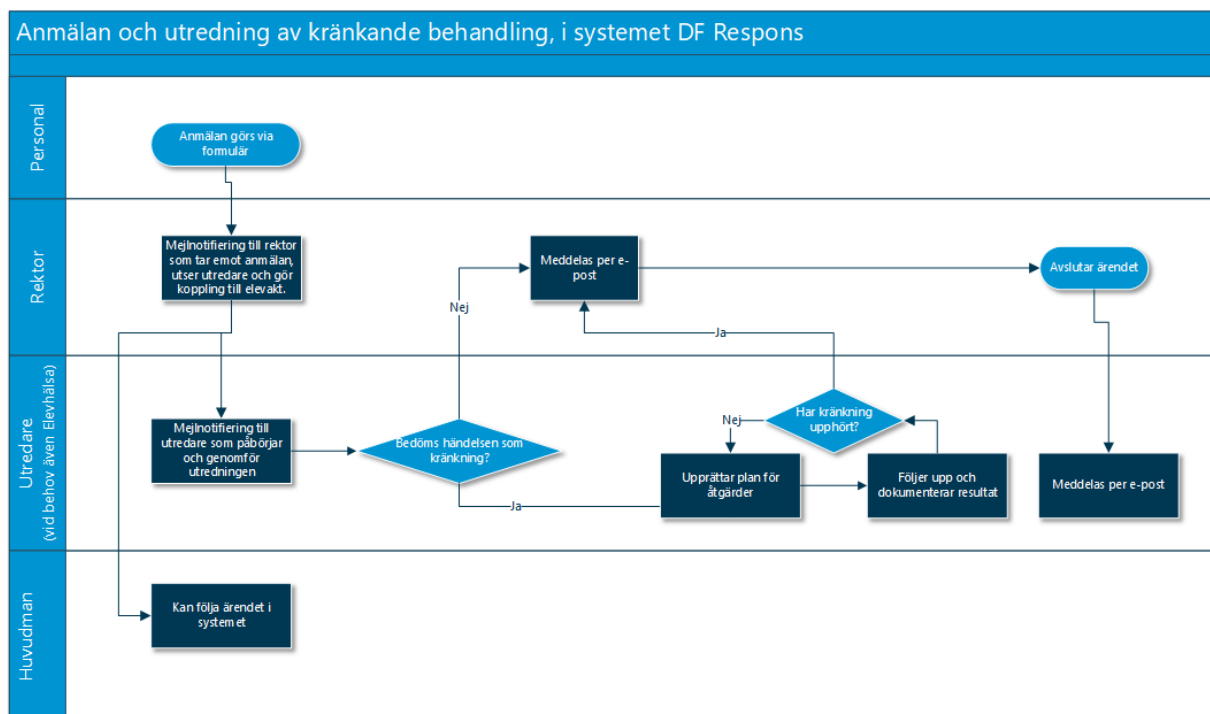 Anmälan och utredning av kränkande behandling, i systemet DF Respons
Personal
Anmälan görs via
formulär
Rektor
Mejlnotifiering till rektor
som tar emot anmälan,
utser utredare och gör
koppling till elevakt.
Meddelas per e-
post
Avslutar ärendet
Nej
Ja
Utredare
(vid behov även Elevhälsa)
Mejlnotifiering till
utredare som påbörjar
och genomför
utredningen
Bedöms händelsen som
kränkning?
Ja
Har kränkning
upphört?
Nej
Upprättar plan för
åtgärder
Följer upp och
dokumenterar resultat
Meddelas per e-post
Huvudman
Kan följa ärendet i
systemet